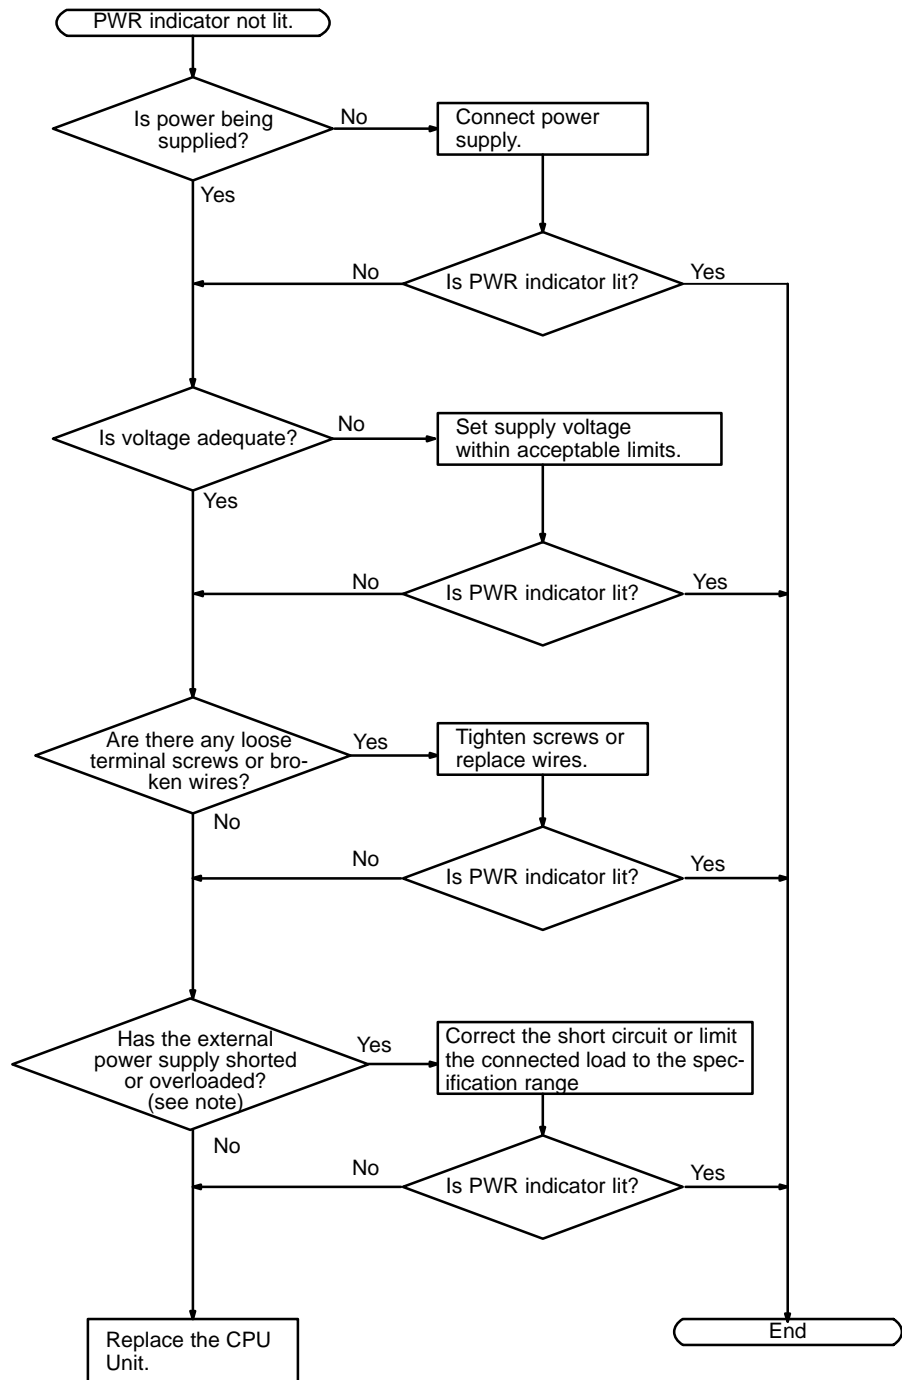 PWR indicator not lit.
Is power being
supplied?
No
Connect power
supply.
Yes
No
Is PWR indicator lit?
Yes
Is voltage adequate?
No
Set supply voltage
within acceptable limits.
Yes
No
Is PWR indicator lit?
Yes
Are there any loose
terminal screws or bro-
ken wires?
Yes
Tighten screws or
replace wires.
No
No
Is PWR indicator lit?
Yes
Has the external
power supply shorted
or overloaded?
(see note)
Yes
Correct the short circuit or limit
the connected load to the spec-
ification range
No
No
Is PWR indicator lit?
Yes
Replace the CPU
Unit.
End